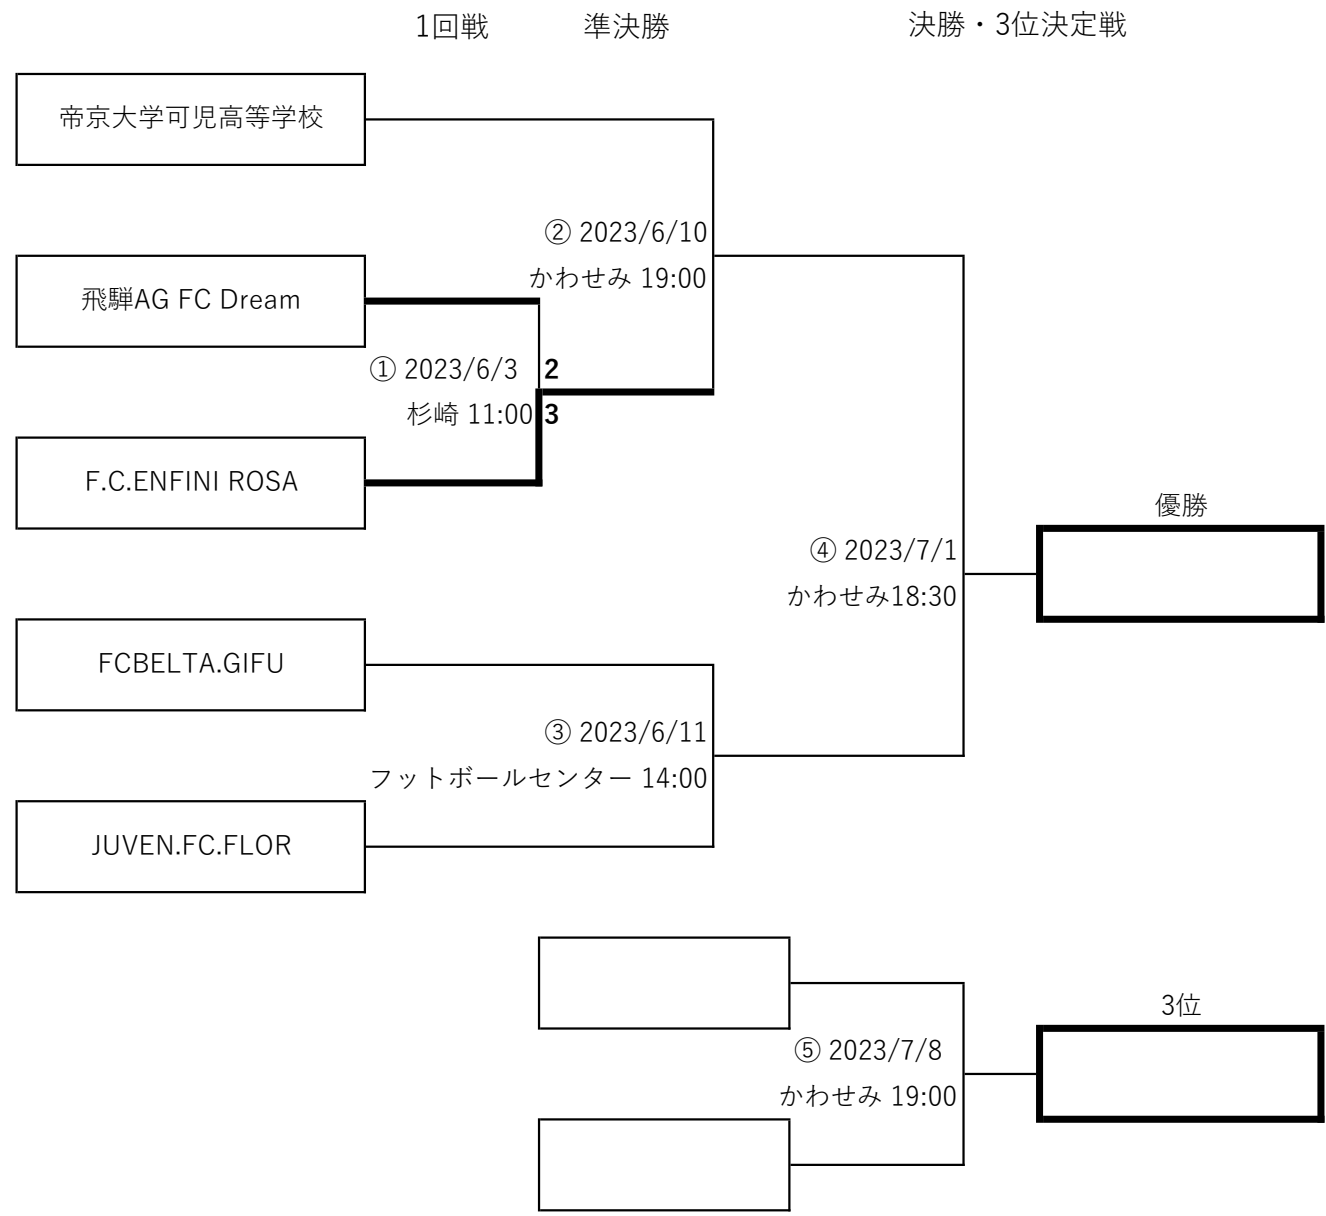 1回戦 準決勝 決勝・3位決定戦
帝京大学可児高等学校
② 2023/6/10
かわせみ 19:00
飛騨AG FC Dream
① 2023/6/3 2
杉崎 11:00 3
F.C.ENFINI ROSA
優勝
④ 2023/7/1
かわせみ18:30
FCBELTA.GIFU
③ 2023/6/11
フットボールセンター 14:00
JUVEN.FC.FLOR
3位
⑤ 2023/7/8
かわせみ 19:00